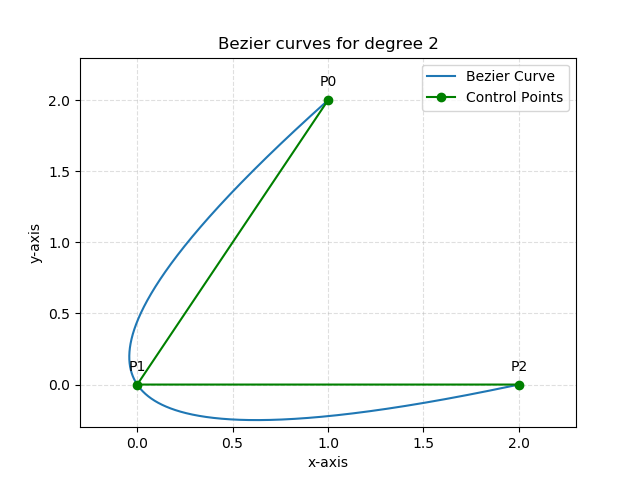 Bezier curves for degree 2
Bezier Curve
Control Points
P0
P1
P2
y-axis
2.0
1.5
1.0
0.5
0.0
0.0
0.5
1.0
1.5
2.0
x-axis